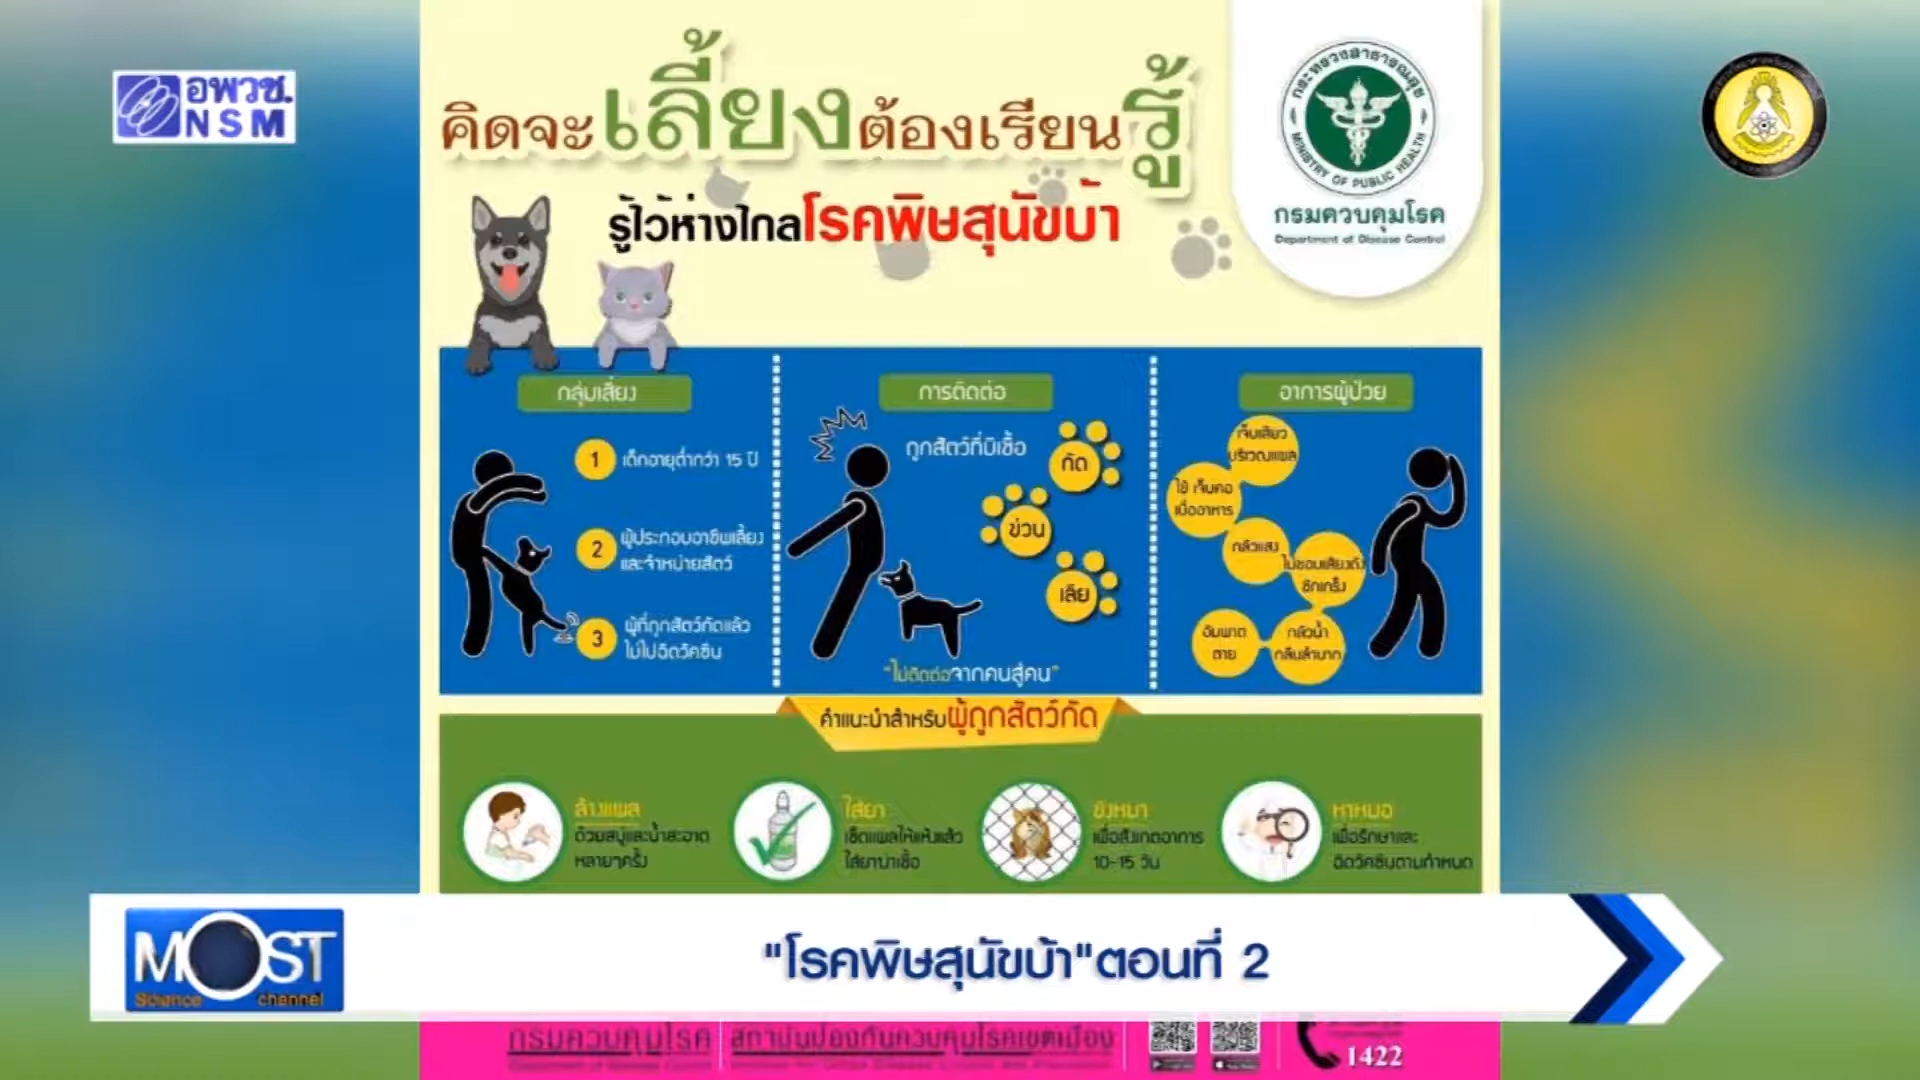 อพวช.
NSM
คิดจะเลี้ยงต้องเรียนรู้
รู้ไว้ห่างไกลโรคพิษสุนัขบ้า
กระทรวงสาธารณสุข
MINISTRY OF PUBLIC HEALTH
กรมควบคุมโรค
Department of Disease Control
กลุ่มเสี่ยง
1 เด็กอายุต่ำกว่า 15 ปี
2 ผู้ประกอบอาชีพเลี้ยง
และจำหน่ายสัตว์
3 ผู้ที่ถูกสัตว์กัดแล้ว
ไม่ไปฉีดวัคซีน
การติดต่อ
ถูกสัตว์ที่มีเชื้อ
กัด
ข่วน
เลีย
"ไม่ติดต่อจากคนสู่คน"
อาการผู้ป่วย
เจ็บเสียว
บริเวณแผล
ไข้ เจ็บคอ
เบื่ออาหาร
กลัวแสง
ไม่ชอบเสียงดัง
ชักเกร็ง
กลัวน้ำ
กลืนลำบาก
อัมพาต
ตาย
คำแนะนำสำหรับผู้ถูกสัตว์กัด
ล้างแผล
ด้วยสบู่และน้ำสะอาด
หลายๆครั้ง
ใส่ยา
เช็ดแผลให้แห้งแล้ว
ใส่ยาฆ่าเชื้อ
ขังหมา
เพื่อสังเกตอาการ
10-15 วัน
หาหมอ
เพื่อรักษาและ
ฉีดวัคซีนตามกำหนด
MOST
Science channel
"โรคพิษสุนัขบ้า"ตอนที่ 2
กรมควบคุมโรค
สถาบันป้องกันควบคุมโรคเขตเมือง
1422